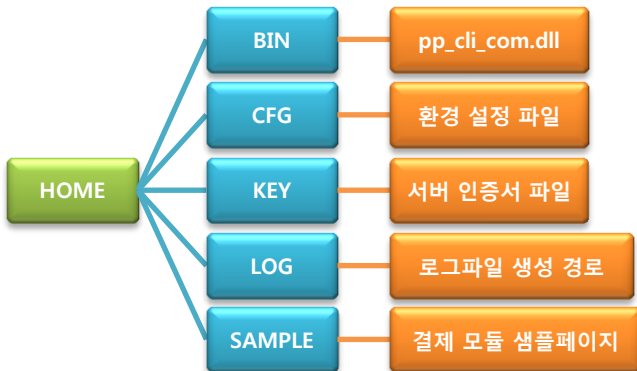 BIN
pp_cli_com.dll
CFG
환경 설정 파일
HOME
KEY
서버 인증서 파일
LOG
로그파일 생성 경로
SAMPLE
결제 모듈 샘플페이지